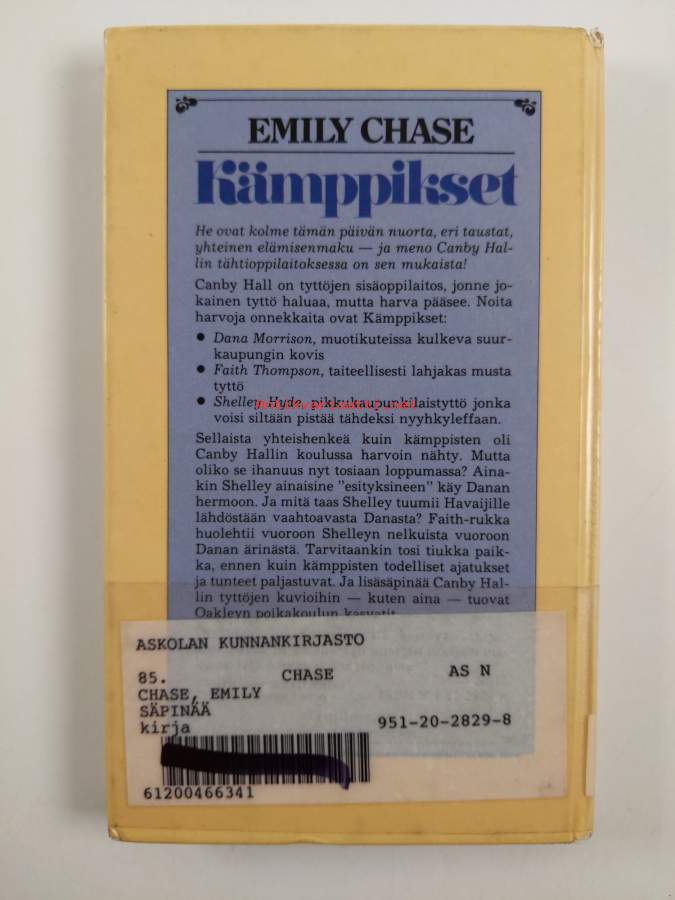 EMILY CHASE
Kämppikset
He ovat kolme tämän päivän nuorta, eri taustat,
yhteinen elämisenmaku — ja meno Canby Hal-
lin tähtioppilaitoksessa on sen mukaista!
Canby Hall on tyttöjen sisäoppilaitos, jonne jo-
kainen tyttö haluaa, mutta harva pääsee. Noita
harvoja onnekkaita ovat Kämppikset:
● Dana Morrison, muotikuteissa kulkeva suur-
kaupungin kovis
● Faith Thompson, taiteellisesti lahjakas musta
tyttö
● Shelley Hyde, pikkukaupunkilaistyttö jonka
voisi siltään pistää tähdeksi nyyhkyleffaan.
Sellaista yhteishenkeä kuin kämppisten oli
Canby Hallin koulussa harvoin nähty. Mutta
oliko se ihanuus nyt tosiaan loppumassa? Aina-
kin Shelley ainaisine "esityksineen" käy Danan
hermoon. Ja mitä taas Shelley tuumii Havaijille
lähdöstään vaahtoavasta Danasta? Faith-rukka
huolehtii vuoroon Shelleyn nelkuista vuoroon
Danan ärinästä. Tarvitaankin tosi tiukka paik-
ka, ennen kuin kämppisten todelliset ajatukset
ja tunteet paljastuvat. Ja lisäsäpinää Canby Hal-
lin tyttöjen kuvioihin — kuten aina — tuovat
Oakleyn poikakoulun kasvatit
ASKOLAN KUNNANKIRJASTO
85. CHASE AS N
CHASE, EMILY
SÄPINÄÄ
kirja 951-20-2829-8
61200466341